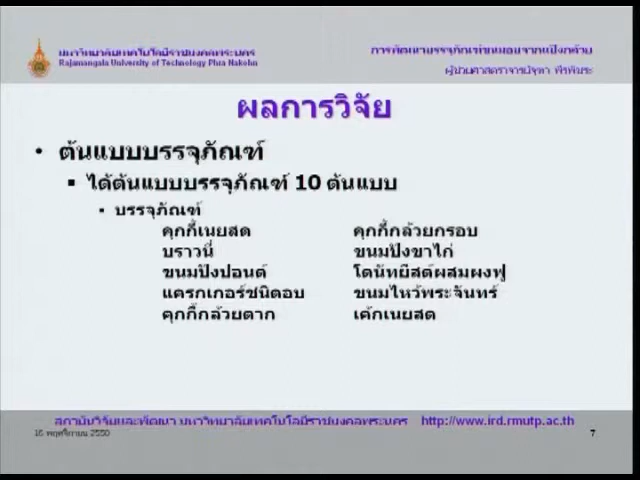 มหาวิทยาลัยเทคโนโลยีราชมงคลพระนคร
Rajamangala University of Technology Phra Nakohn
การพัฒนาบรรจุภัณฑ์ขนมอบจากแป้งกล้วย
ผู้ช่วยศาสตราจารย์จุฑา พีรพัชระ
ผลการวิจัย
• ต้นแบบบรรจุภัณฑ์
▪ ได้ต้นแบบบรรจุภัณฑ์ 10 ต้นแบบ
▪ บรรจุภัณฑ์
คุกกี้เนยสด คุกกี้กล้วยกรอบ
บราวนี่ ขนมปังขาไก่
ขนมปังปอนด์ โดนัทยีสต์ผสมผงฟู
แครกเกอร์ชนิดอบ ขนมไหว้พระจันทร์
คุกกี้กล้วยตาก เค้กเนยสด
สถาบันวิจัยและพัฒนา มหาวิทยาลัยเทคโนโลยีราชมงคลพระนคร http://www.ird.rmutp.ac.th
16 พฤศจิกายน 2550 7